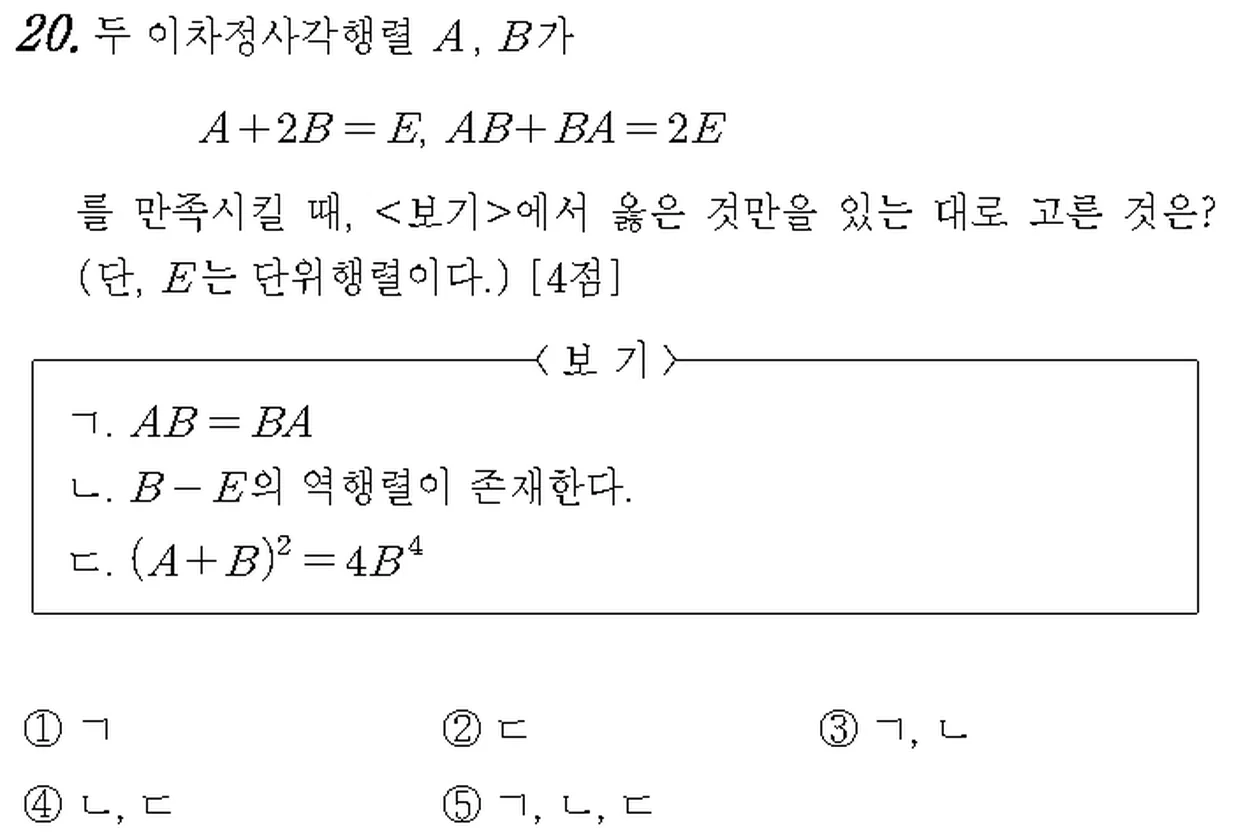 20. 두 이차정사각행렬 A, B가
A+2B=E, AB+BA=2E
를 만족시킬 때, <보기>에서 옳은 것만을 있는 대로 고른 것은?
(단, E는 단위행렬이다.) [4점]
<보 기>
ㄱ. AB=BA
ㄴ. B-E의 역행렬이 존재한다.
ㄷ. (A+B)²=4B⁴
① ㄱ ② ㄷ ③ ㄱ, ㄴ
④ ㄴ, ㄷ ⑤ ㄱ, ㄴ, ㄷ